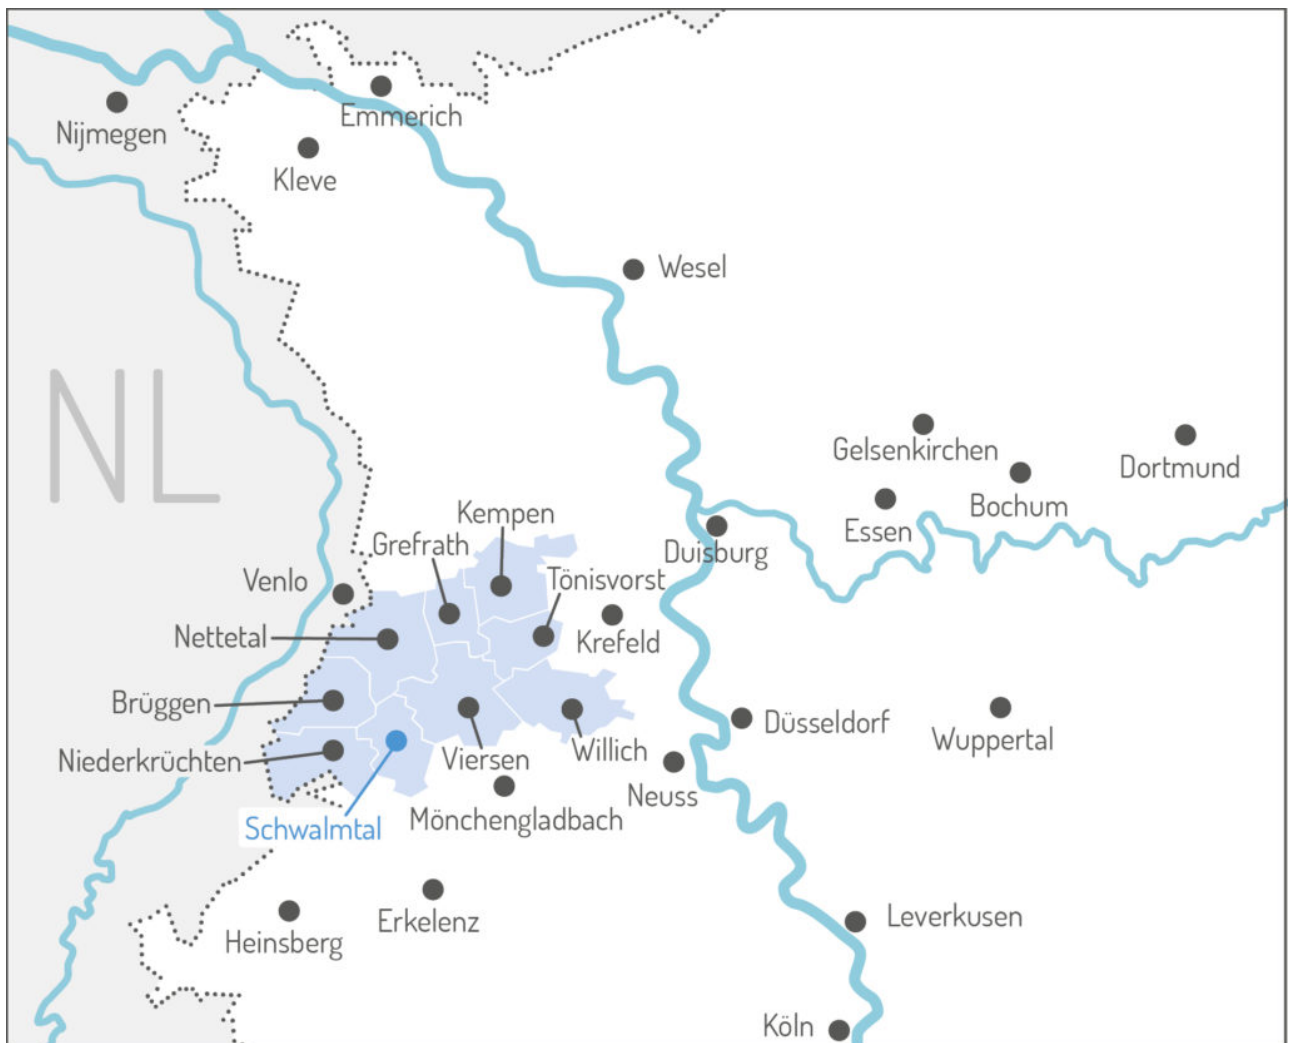 Emmerich
Nijmegen
Kleve
Wesel
NL
Gelsenkirchen
Dortmund
Bochum
Essen
Kempen
Grefrath
Duisburg
Venlo
Tönisvorst
Nettetal
Krefeld
Brüggen
Düsseldorf
Wuppertal
Niederkrüchten
Viersen
Willich
Neuss
Schwalmtal
Mönchengladbach
Leverkusen
Erkelenz
Heinsberg
Köln